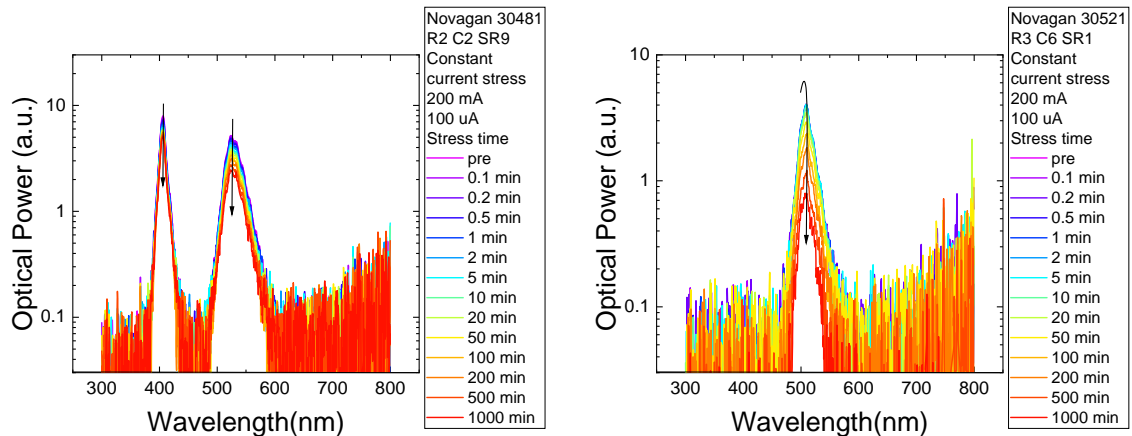 Novagan 30481
R2 C2 SR9
Constant
current stress
200 mA
100 uA
Stress time
pre
0.1 min
0.2 min
0.5 min
1 min
2 min
5 min
10 min
20 min
50 min
100 min
200 min
500 min
1000 min
Optical Power (a.u.)
10
1
0.1
300 400 500 600 700 800
Wavelength(nm)
Novagan 30521
R3 C6 SR1
Constant
current stress
200 mA
100 uA
Stress time
pre
0.1 min
0.2 min
0.5 min
1 min
2 min
5 min
10 min
20 min
50 min
100 min
200 min
500 min
1000 min
Optical Power (a.u.)
10
1
0.1
300 400 500 600 700 800
Wavelength(nm)